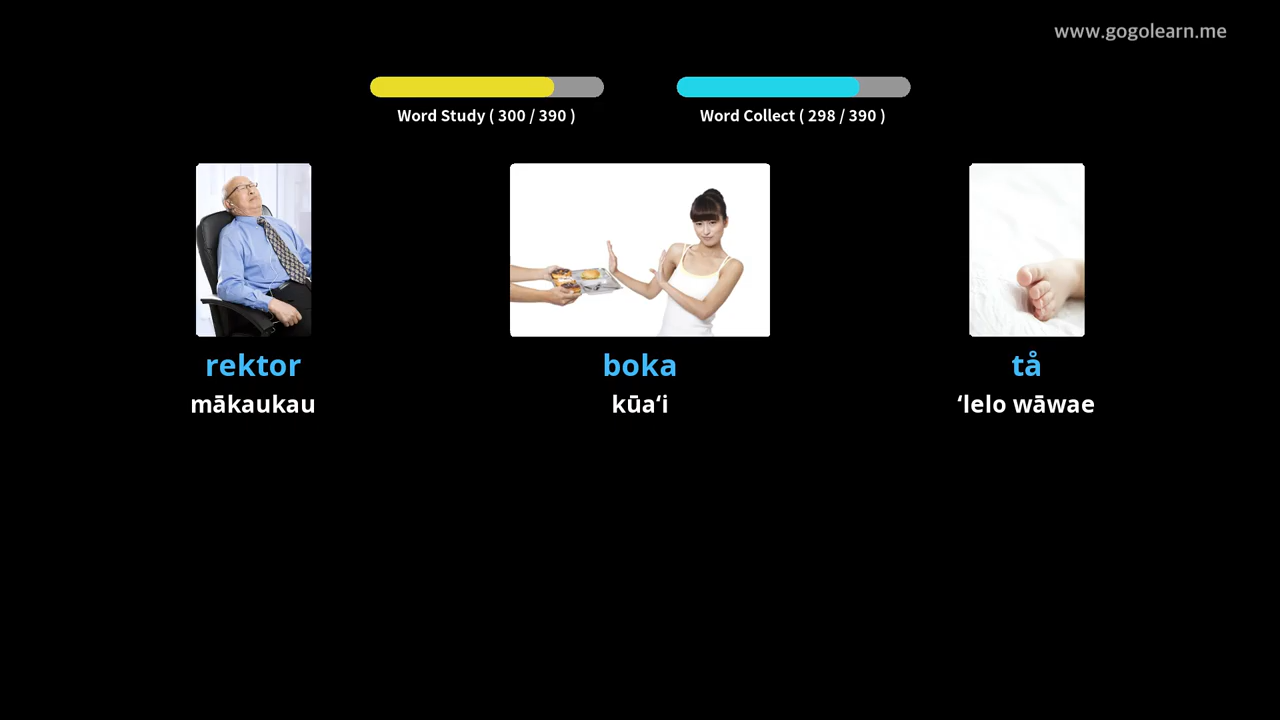 www.gogolearn.me
Word Study ( 300 / 390 )
Word Collect ( 298 / 390 )
rektor
mākaukau
boka
kūaʻi
tå
ʻlelo wāwae